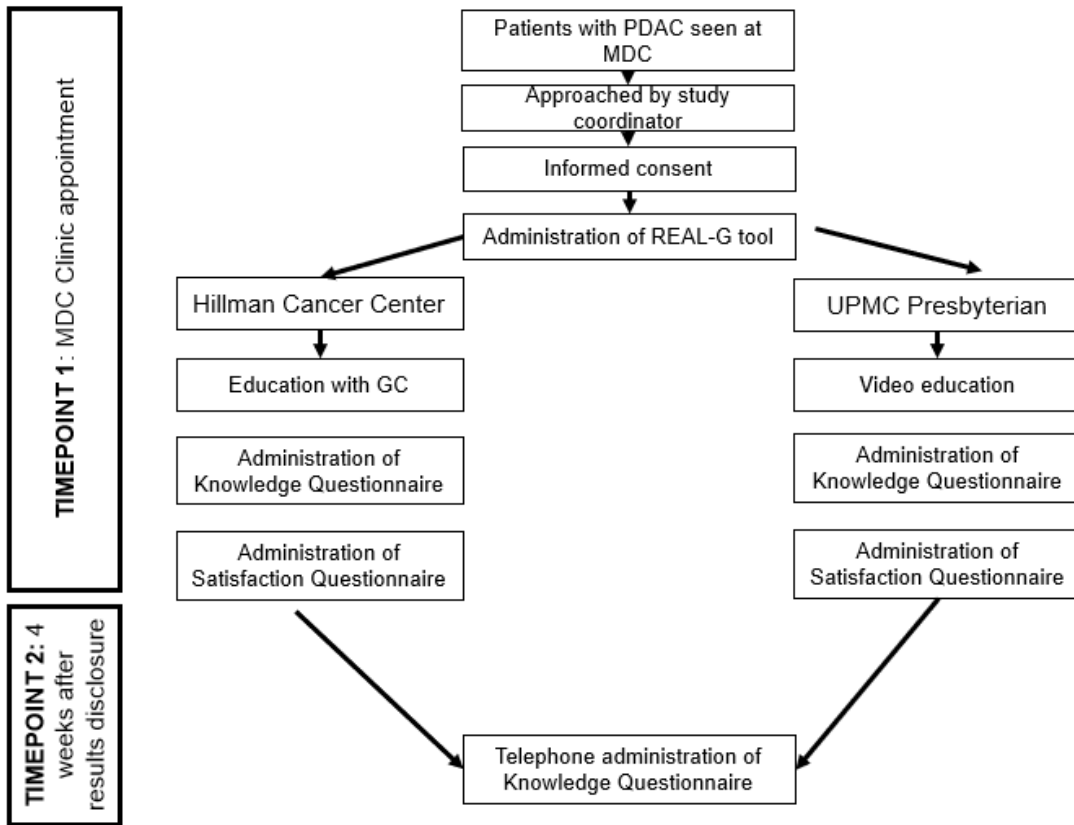 Patients with PDAC seen at
MDC
Approached by study
coordinator
Informed consent
Administration of REAL-G tool
Hillman Cancer Center
UPMC Presbyterian
Education with GC
Video education
Administration of
Knowledge Questionnaire
Administration of
Knowledge Questionnaire
Administration of
Satisfaction Questionnaire
Administration of
Satisfaction Questionnaire
Telephone administration of
Knowledge Questionnaire
TIMEPOINT 1: MDC Clinic appointment
TIMEPOINT 2: 4
weeks after
results disclosure